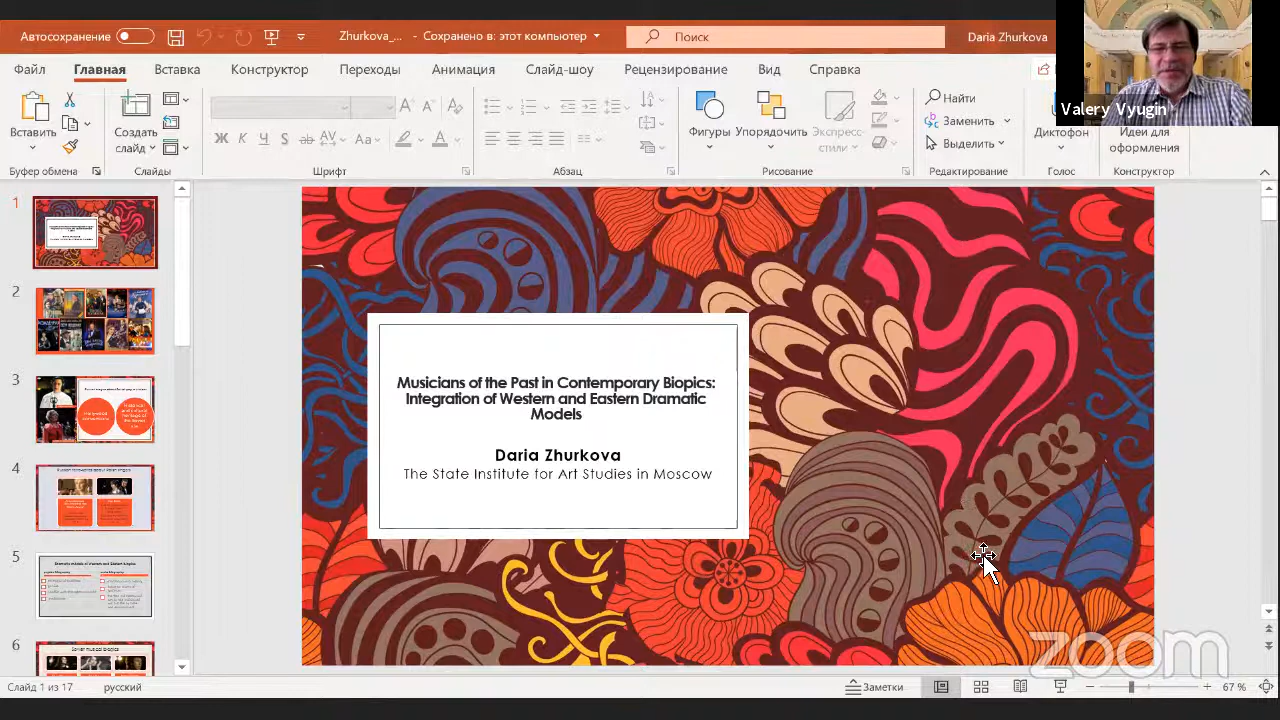 Автосохранение
Zhurkova_... - Сохранено в: этот компьютер
Поиск
Daria Zhurkova
Valery Vyugin
Файл Главная Вставка Конструктор Переходы Анимация Слайд-шоу Рецензирование Вид Справка
Вставить
Буфер обмена
Создать
слайд
Слайды
Ж К Ч S ab AV Aa
Шрифт
Абзац
Фигуры
Упорядочить
Экспресс-
стили
Рисование
Найти
Заменить
Выделить
Редактирование
Диктофон
Голос
Идеи для
оформления
Конструктор
1
2
3
4
5
6
Musicians of the Past in Contemporary Biopics:
Integration of Western and Eastern Dramatic
Models
Daria Zhurkova
The State Institute for Art Studies in Moscow
zoom
Слайд 1 из 17
русский
Заметки
67 %